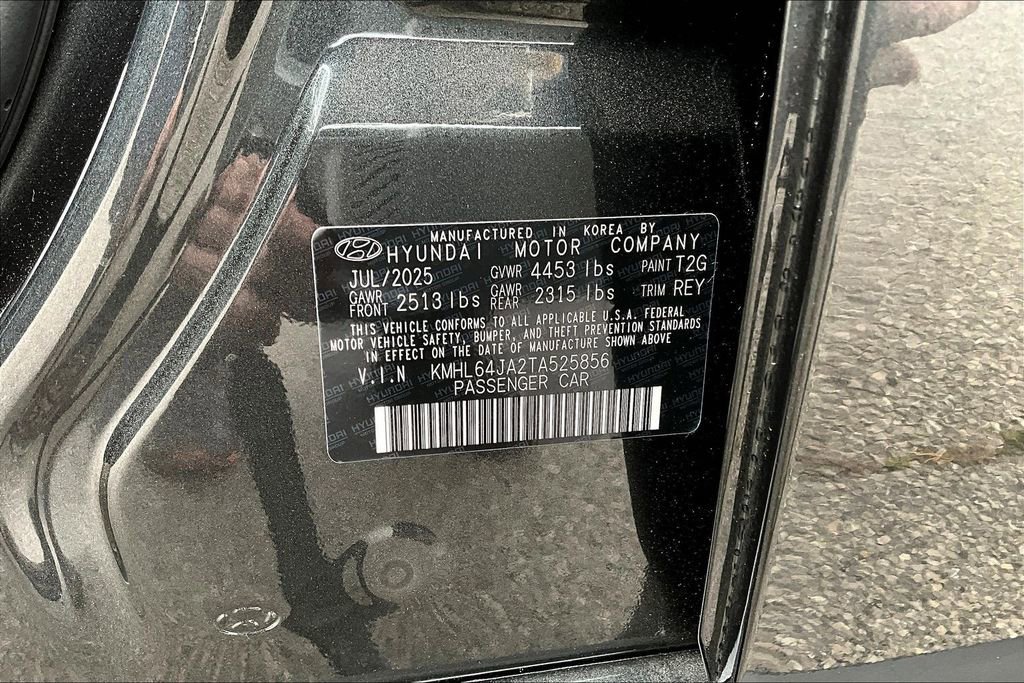 MANUFACTURED IN KOREA BY
HYUNDAI MOTOR COMPANY
JUL/2025 GVWR 4453 lbs PAINT T2G
GAWR FRONT 2513 lbs GAWR REAR 2315 lbs TRIM REY
THIS VEHICLE CONFORMS TO ALL APPLICABLE U.S.A. FEDERAL
MOTOR VEHICLE SAFETY, BUMPER, AND THEFT PREVENTION STANDARDS
IN EFFECT ON THE DATE OF MANUFACTURE SHOWN ABOVE
V.I.N KMHL64JA2TA525856
PASSENGER CAR